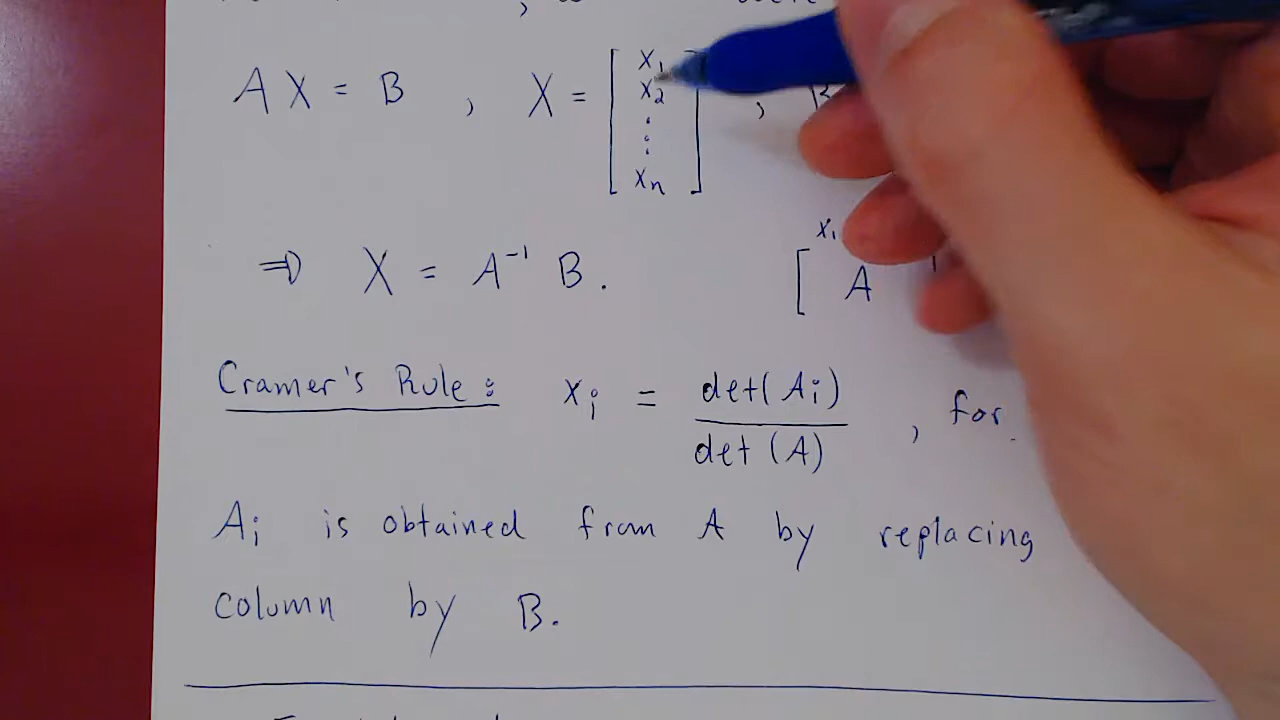 A X = B , X = [ x₁ x₂ ⋮ xₙ ] , B
⇒ X = A⁻¹ B . [ x₁ A
Cramer's Rule : xᵢ = det(Aᵢ) / det (A) , for
Aᵢ is obtained from A by replacing
column by B.